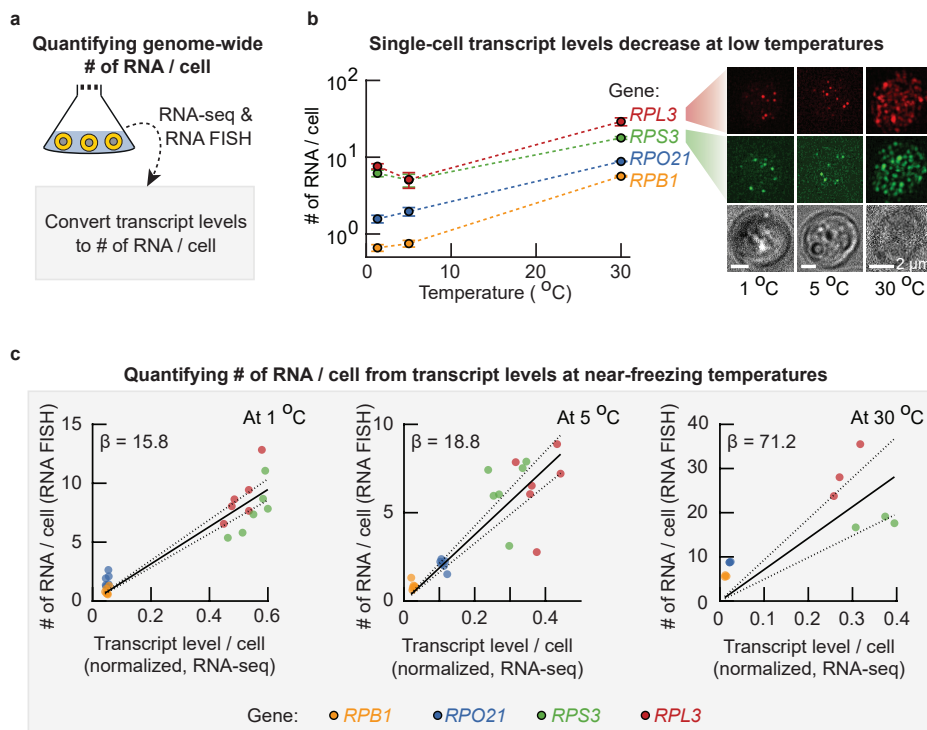 a
Quantifying genome-wide
# of RNA / cell
RNA-seq &
RNA FISH
Convert transcript levels
to # of RNA / cell
b
Single-cell transcript levels decrease at low temperatures
# of RNA / cell
10^2
10^1
10^0
0
10
20
30
Temperature ( °C)
Gene:
RPL3
RPS3
RPO21
RPB1
2 µm
1 °C
5 °C
30 °C
c
Quantifying # of RNA / cell from transcript levels at near-freezing temperatures
At 1 °C
β = 15.8
# of RNA / cell (RNA FISH)
15
10
5
0
0.2
0.4
0.6
Transcript level / cell
(normalized, RNA-seq)
At 5 °C
β = 18.8
# of RNA / cell (RNA FISH)
10
5
0
0
0.2
0.4
Transcript level / cell
(normalized, RNA-seq)
At 30 °C
β = 71.2
# of RNA / cell (RNA FISH)
40
30
20
10
0
0
0.1
0.2
0.3
0.4
Transcript level / cell
(normalized, RNA-seq)
Gene: RPB1 RPO21 RPS3 RPL3